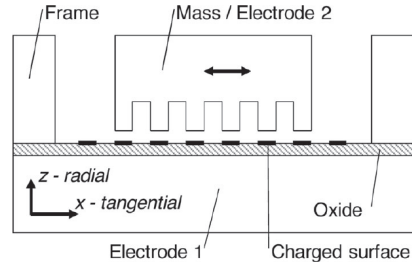 Frame
Mass / Electrode 2
z - radial
x - tangential
Oxide
Electrode 1
Charged surface